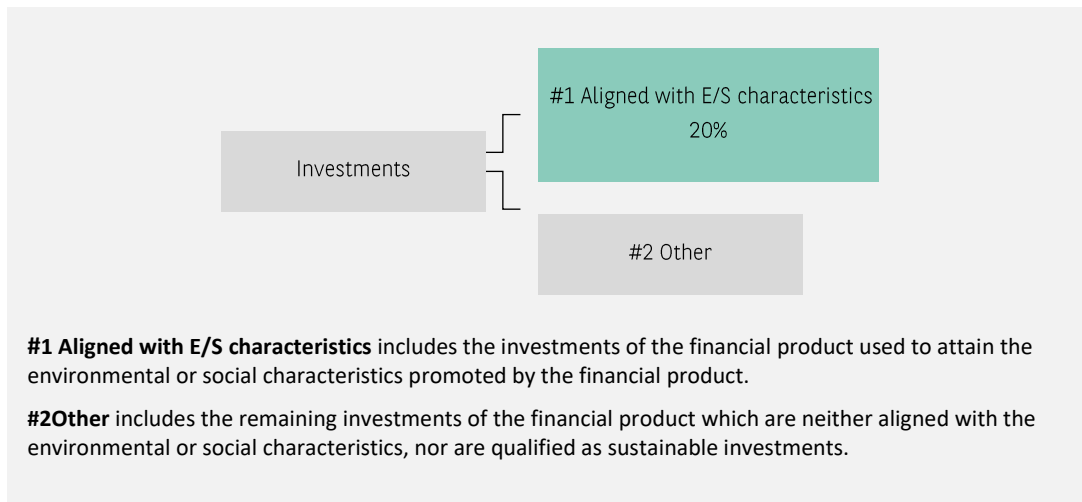 #1 Aligned with E/S characteristics
20%
Investments
#2 Other
#1 Aligned with E/S characteristics includes the investments of the financial product used to attain the
environmental or social characteristics promoted by the financial product.
#2Other includes the remaining investments of the financial product which are neither aligned with the
environmental or social characteristics, nor are qualified as sustainable investments.